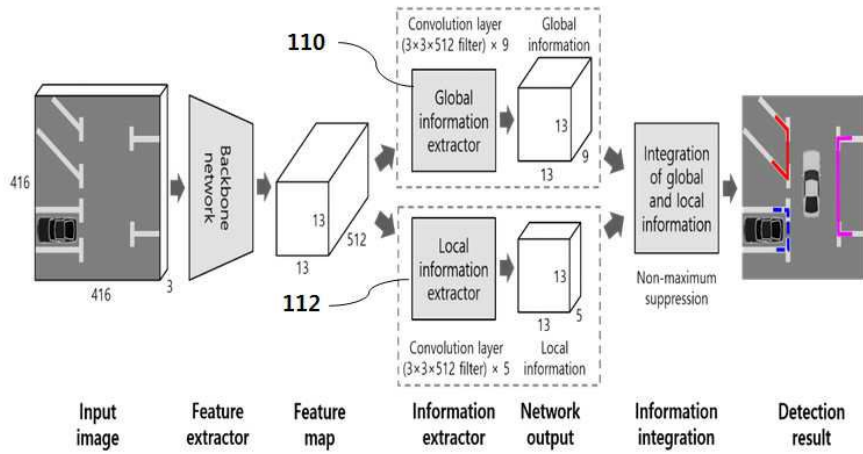 110
Convolution layer
(3×3×512 filter) × 9
Global
information
Global
information
extractor
13
13
9
416
416
3
Backbone
network
13
13
512
Local
information
extractor
13
13
5
112
Convolution layer
(3×3×512 filter) × 5
Local
information
Integration
of global
and local
information
Non-maximum
suppression
Input
image
Feature
extractor
Feature
map
Information
extractor
Network
output
Information
integration
Detection
result